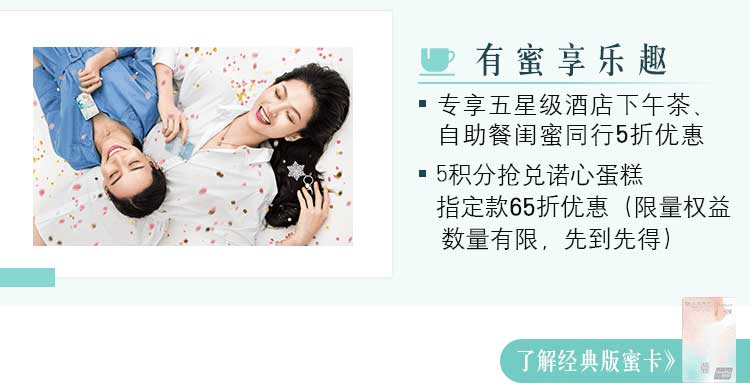 有蜜享乐趣
专享五星级酒店下午茶、
自助餐闺蜜同行5折优惠
5积分抢兑诺心蛋糕
指定款65折优惠（限量权益
数量有限，先到先得）
了解经典版蜜卡》